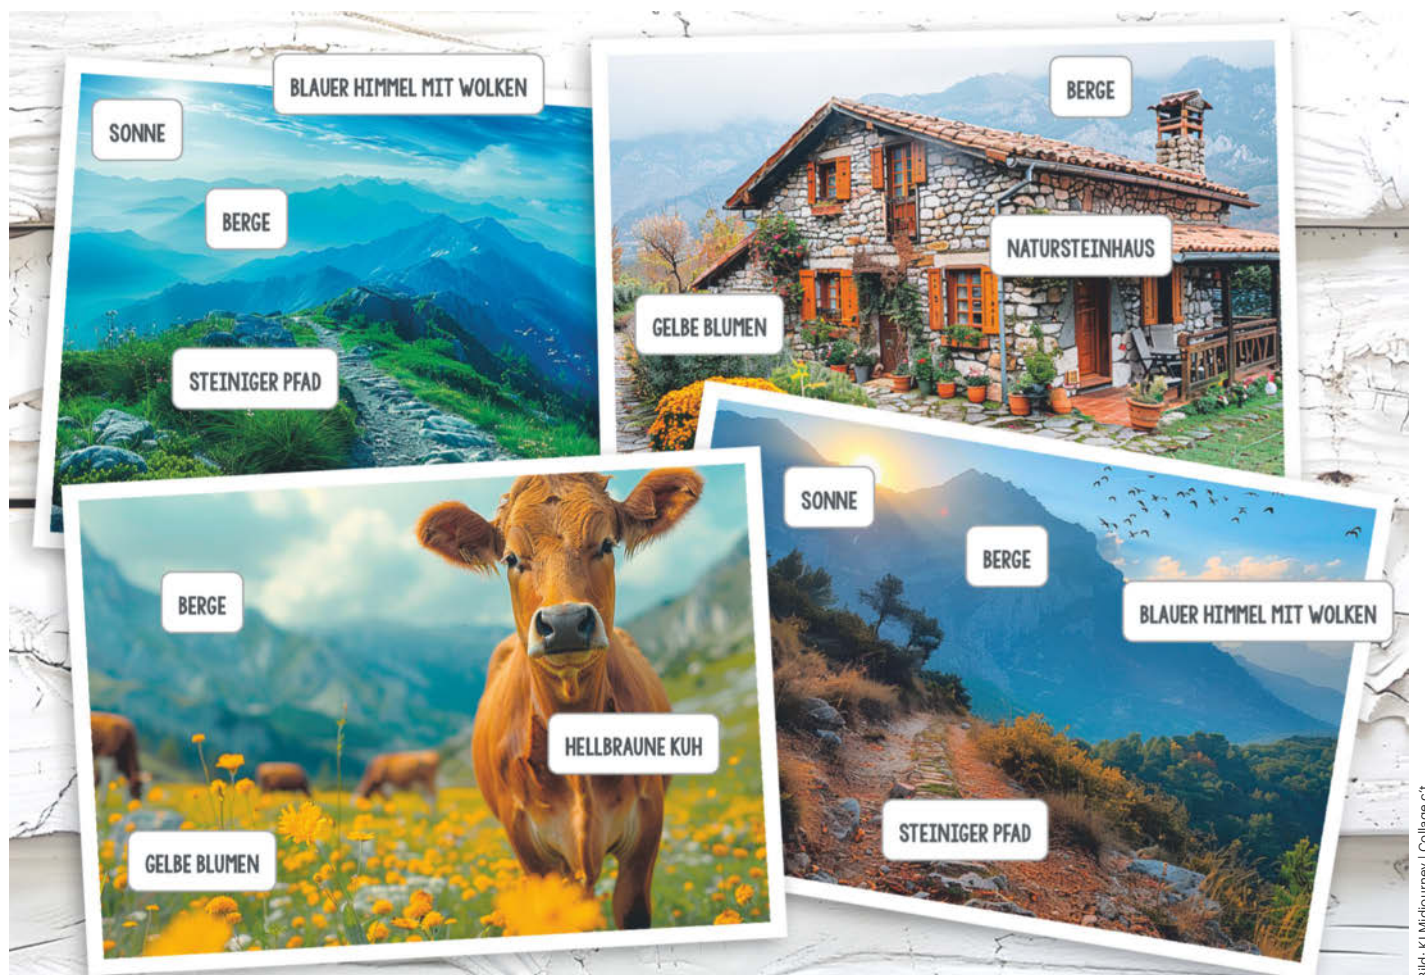 BLAUER HIMMEL MIT WOLKEN
SONNE
BERGE
STEINIGER PFAD
BERGE
NATURSTEINHAUS
GELBE BLUMEN
BERGE
HELLBRAUNE KUH
GELBE BLUMEN
SONNE
BERGE
BLAUER HIMMEL MIT WOLKEN
STEINIGER PFAD
Bild: KI Midjourney | Collage c't